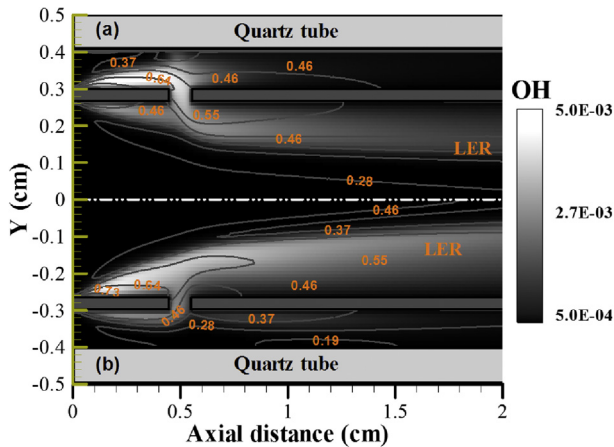 0.5
(a)
Quartz tube
0.4
0.37
0.46
0.64
0.46
0.3
0.46
0.55
OH
5.0E-03
0.2
0.46
LER
0.1
0.28
Y (cm)
0
2.7E-03
0.46
-0.1
0.37
LER
0.55
-0.2
0.64
0.46
0.73
-0.3
0.46
0.28
0.37
5.0E-04
0.19
-0.4
(b)
Quartz tube
-0.5
0
0.5
1
1.5
2
Axial distance (cm)